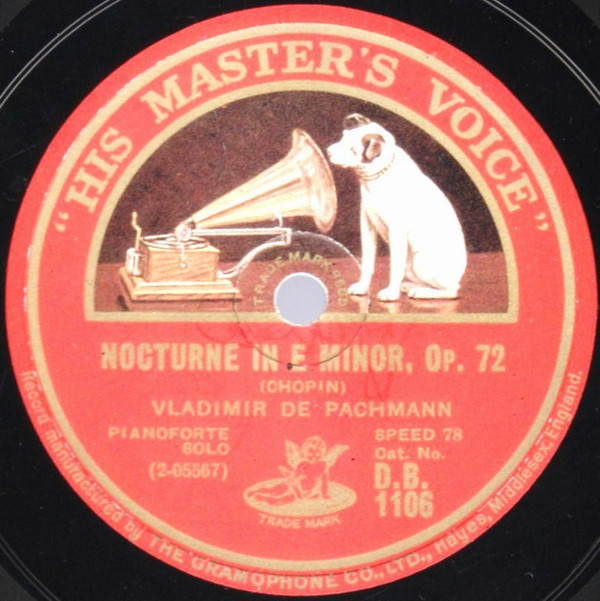 "HIS MASTER'S VOICE"
TRADE MARK REGD
NOCTURNE IN E MINOR, OP. 72
(CHOPIN)
VLADIMIR DE PACHMANN
PIANOFORTE
SOLO
(2-05567)
SPEED 78
Cat. No.
D.B.
1106
TRADE MARK
Record manufactured by THE GRAMOPHONE CO., LTD., Hayes, Middlesex, England.